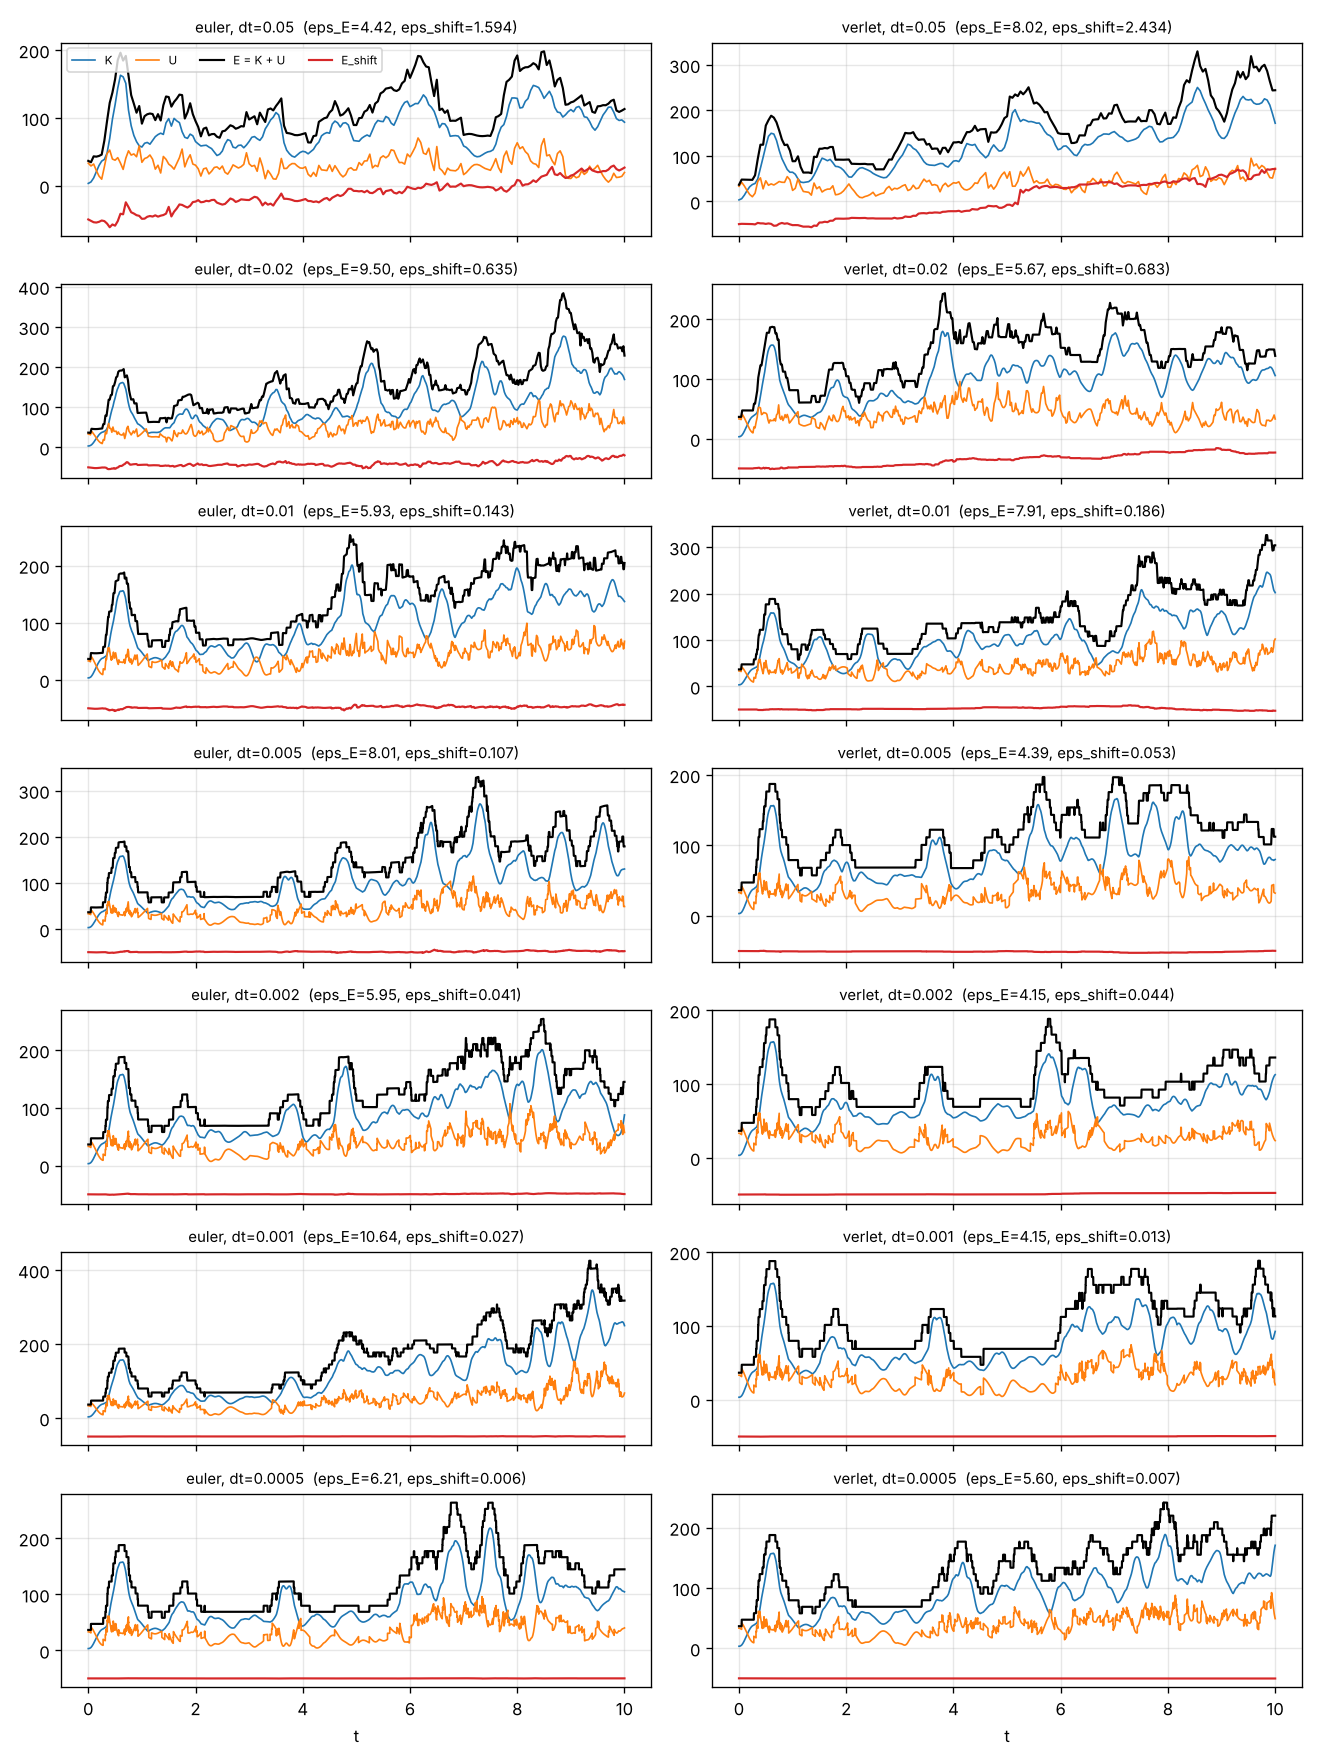 euler, dt=0.05 (eps_E=4.42, eps_shift=1.594)
K U E = K + U E_shift
200
100
0
verlet, dt=0.05 (eps_E=8.02, eps_shift=2.434)
300
200
100
0
euler, dt=0.02 (eps_E=9.50, eps_shift=0.635)
400
300
200
100
0
verlet, dt=0.02 (eps_E=5.67, eps_shift=0.683)
200
100
0
euler, dt=0.01 (eps_E=5.93, eps_shift=0.143)
200
100
0
verlet, dt=0.01 (eps_E=7.91, eps_shift=0.186)
300
200
100
0
euler, dt=0.005 (eps_E=8.01, eps_shift=0.107)
300
200
100
0
verlet, dt=0.005 (eps_E=4.39, eps_shift=0.053)
200
100
0
euler, dt=0.002 (eps_E=5.95, eps_shift=0.041)
200
100
0
verlet, dt=0.002 (eps_E=4.15, eps_shift=0.044)
200
100
0
euler, dt=0.001 (eps_E=10.64, eps_shift=0.027)
400
200
0
verlet, dt=0.001 (eps_E=4.15, eps_shift=0.013)
200
100
0
euler, dt=0.0005 (eps_E=6.21, eps_shift=0.006)
200
100
0
0 2 4 6 8 10
t
verlet, dt=0.0005 (eps_E=5.60, eps_shift=0.007)
200
100
0
0 2 4 6 8 10
t